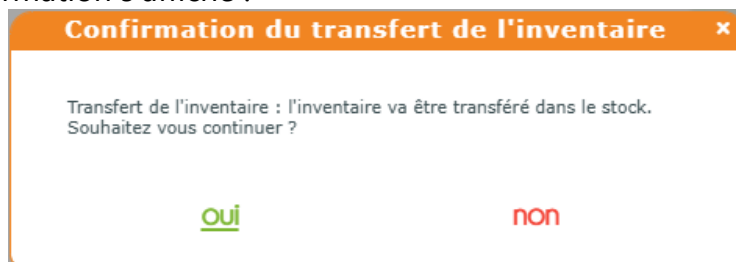 Confirmation du transfert de l'inventaire ×
Transfert de l'inventaire : l'inventaire va être transféré dans le stock.
Souhaitez vous continuer ?
oui non